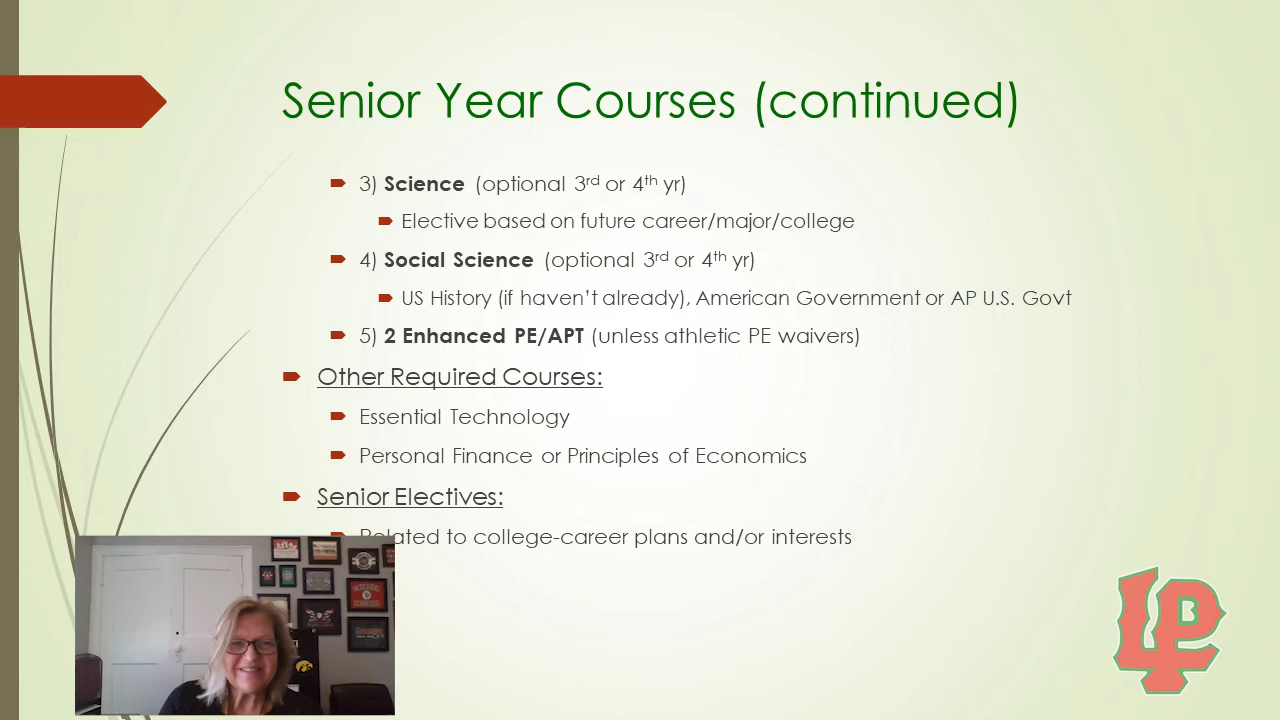 Senior Year Courses (continued)
3) Science (optional 3rd or 4th yr)
Elective based on future career/major/college
4) Social Science (optional 3rd or 4th yr)
US History (if haven't already), American Government or AP U.S. Govt
5) 2 Enhanced PE/APT (unless athletic PE waivers)
Other Required Courses:
Essential Technology
Personal Finance or Principles of Economics
Senior Electives:
Related to college-career plans and/or interests
LP